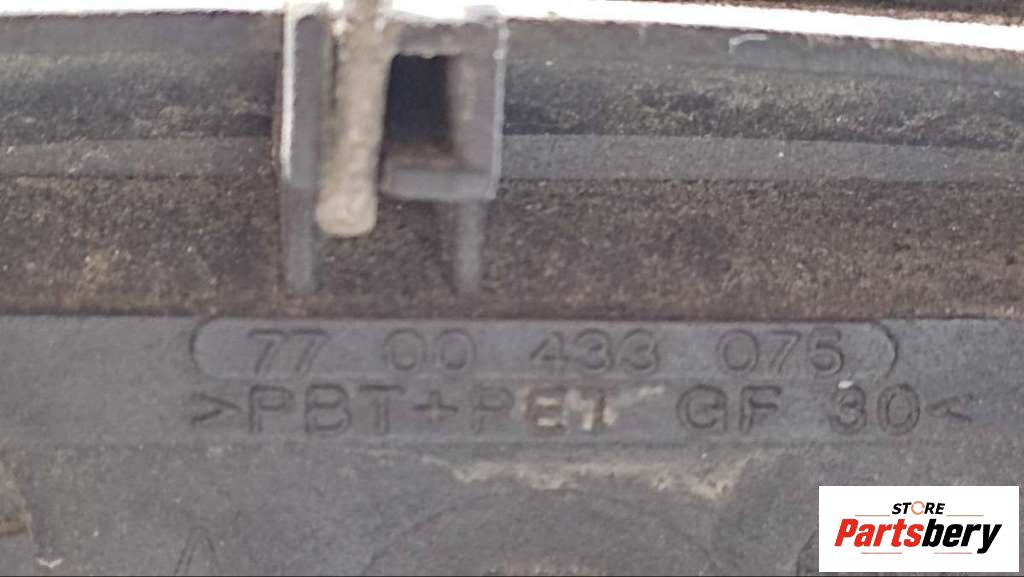 77 00 433 075
>PBT+PET GF 30<
STORE
Partsbery